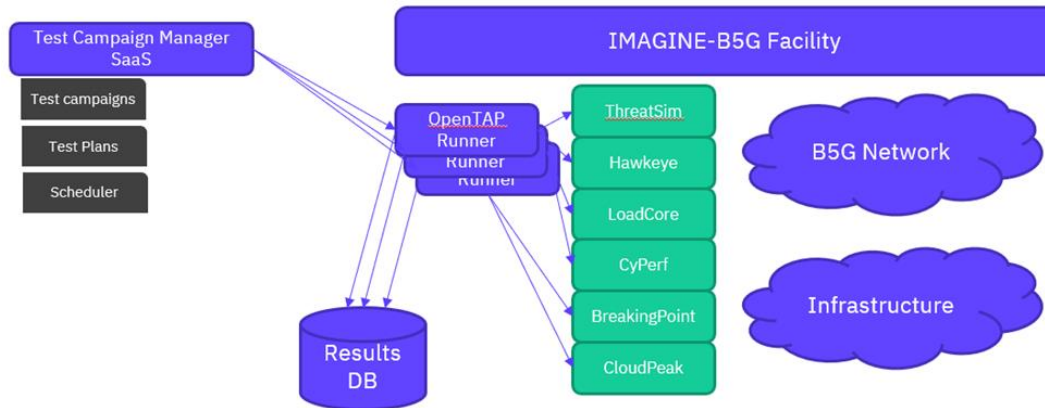 Test Campaign Manager
SaaS
Test campaigns
Test Plans
Scheduler
IMAGINE-B5G Facility
OpenTAP
Runner
Runner
Runner
ThreatSim
Hawkeye
LoadCore
CyPerf
BreakingPoint
CloudPeak
B5G Network
Infrastructure
Results
DB